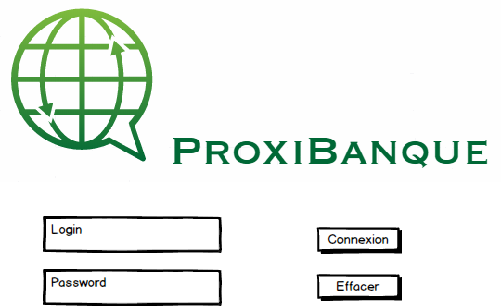 ProxiBanque
Login
Connexion
Password
Effacer